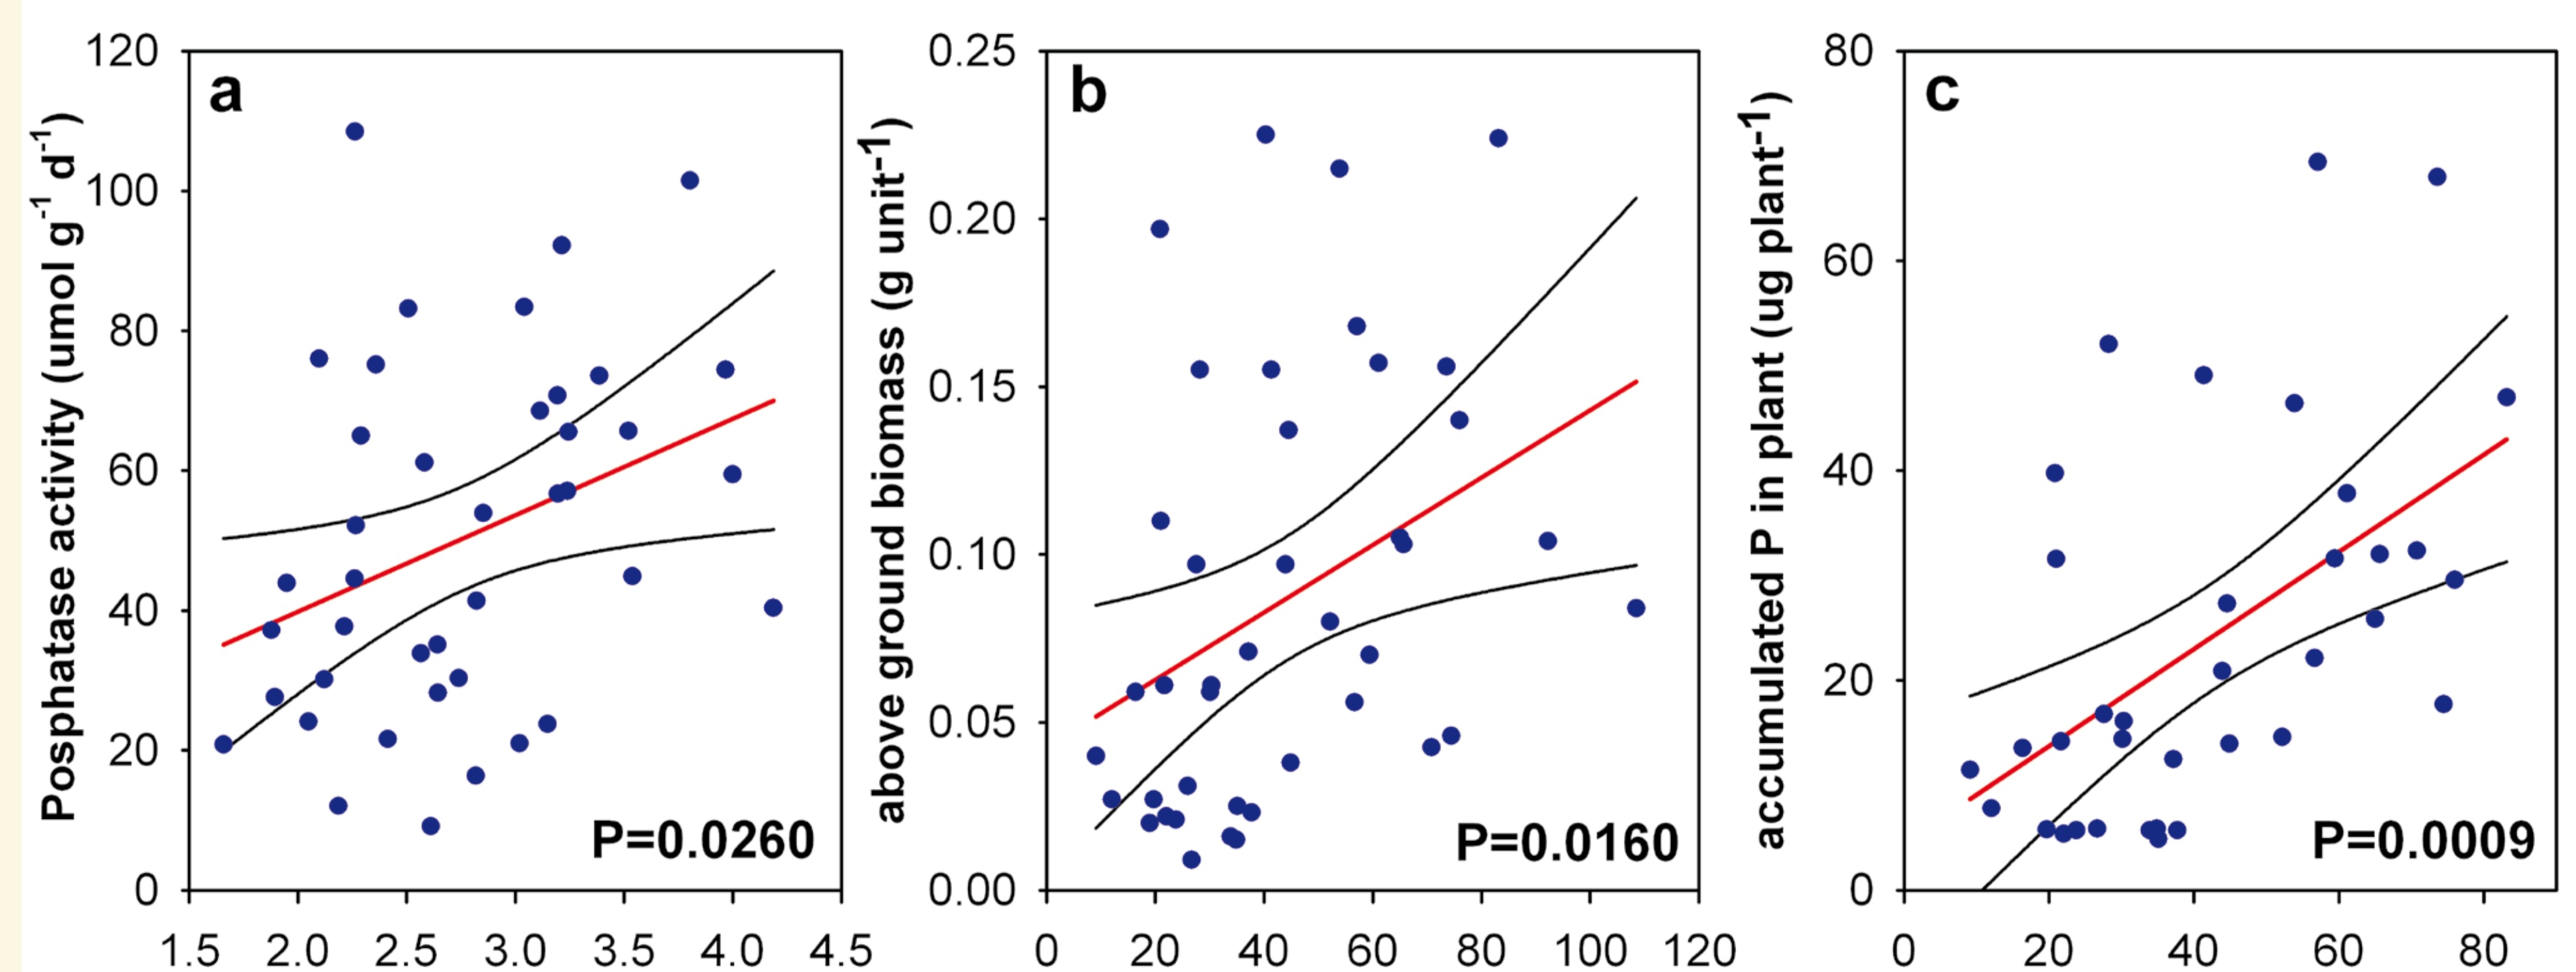 a
Posphatase activity (umol g-1 d-1)
120
100
80
60
40
20
0
1.5 2.0 2.5 3.0 3.5 4.0 4.5
P=0.0260
b
above ground biomass (g unit-1)
0.25
0.20
0.15
0.10
0.05
0.00
0 20 40 60 80 100 120
P=0.0160
c
accumulated P in plant (ug plant-1)
80
60
40
20
0
0 20 40 60 80
P=0.0009